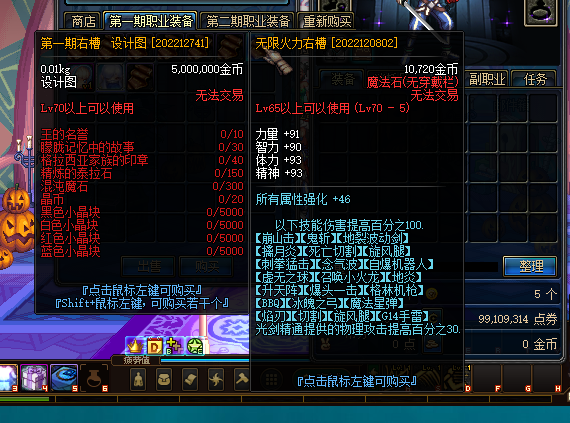 商店 第一期职业装备 第二期职业装备 重新购买
第一期右槽 设计图 [202212741]
0.01kg 5,000,000金币
设计图
无法交易
Lv70以上可以使用
王的名誉 0/10
朦胧记忆中的故事 0/30
格拉西亚家族的印章 0/40
精炼的泰拉石 0/150
混沌魔石 0/300
晶币 0/20
黑色小晶块 0/5000
白色小晶块 0/5000
红色小晶块 0/5000
蓝色小晶块 0/5000
『点击鼠标左键可购买』
『Shift+鼠标左键, 可购买若干个』
无限火力右槽 [2022120802]
10,720金币
魔法石(无穿戴栏)
无法交易
Lv65以上可以使用 (Lv70 - 5)
力量 +91
智力 +90
体力 +93
精神 +93
所有属性强化 +46
以下技能伤害提高百分之100.
【崩山击】【鬼斩】【地裂波动剑】
【擒月炎】【死亡切割】【旋风腿】
【刺拳猛击】【念气波】【自爆机器人】
【虚无之球】【召唤小火龙】【地炎】
【升天阵】【爆头一击】【格林机枪】
【BBQ】【冰魄之弓】【魔法星弹】
【焰刃】【切割】【旋风腿】【G14手雷】
光剑精通提供的物理攻击提高百分之30.
『点击鼠标左键可购买』
装备
副职业 任务
出售 购买
整理
5 个
99,109,314 点券
0 点
0 金币
疲劳值
D
3 4 5 6
D F G H